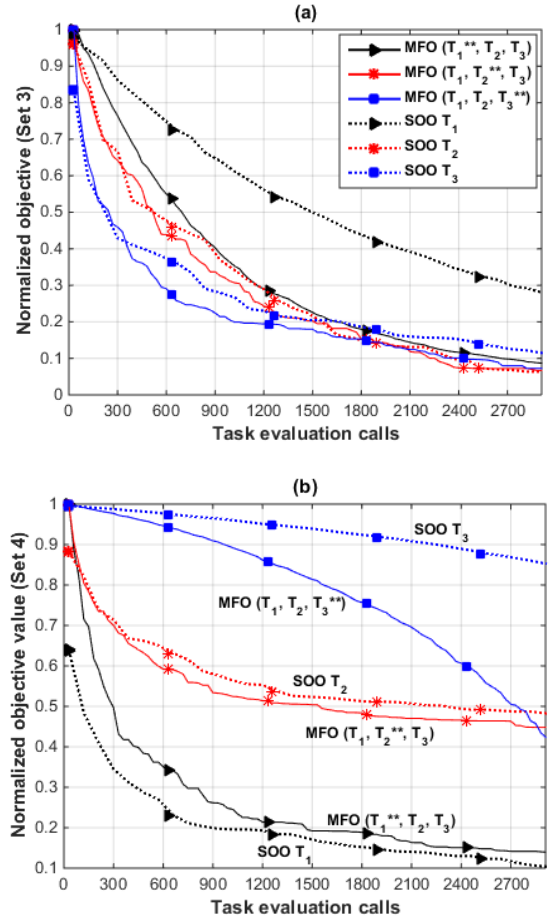 (a)
Normalized objective (Set 3)
1
0.9
0.8
0.7
0.6
0.5
0.4
0.3
0.2
0.1
0
MFO (T1**, T2, T3)
MFO (T1, T2**, T3)
MFO (T1, T2, T3**)
SOO T1
SOO T2
SOO T3
0 300 600 900 1200 1500 1800 2100 2400 2700
Task evaluation calls
(b)
Normalized objective value (Set 4)
1
0.9
0.8
0.7
0.6
0.5
0.4
0.3
0.2
0.1
SOO T3
MFO (T1, T2, T3**)
SOO T2
MFO (T1, T2**, T3)
MFO (T1**, T2, T3)
SOO T1
0 300 600 900 1200 1500 1800 2100 2400 2700
Task evaluation calls